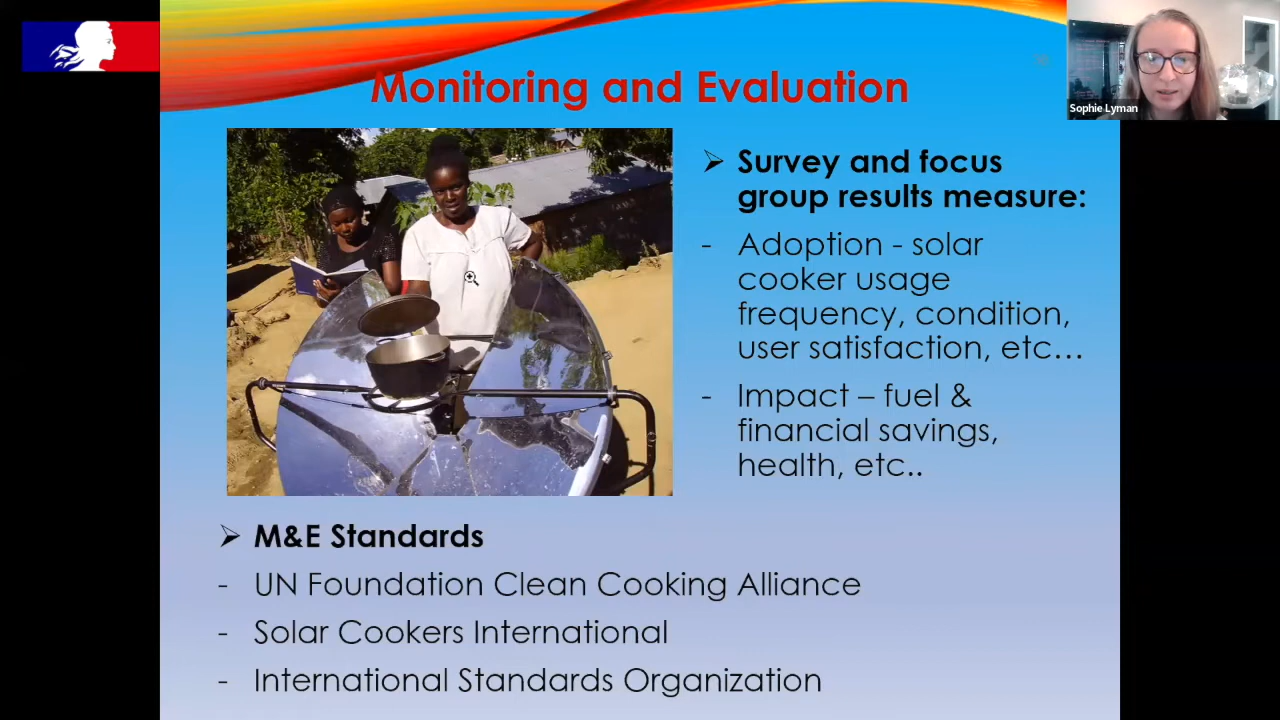 Monitoring and Evaluation
Sophie Lyman
➢ Survey and focus
group results measure:
- Adoption - solar
cooker usage
frequency, condition,
user satisfaction, etc…
- Impact – fuel &
financial savings,
health, etc..
➢ M&E Standards
- UN Foundation Clean Cooking Alliance
- Solar Cookers International
- International Standards Organization